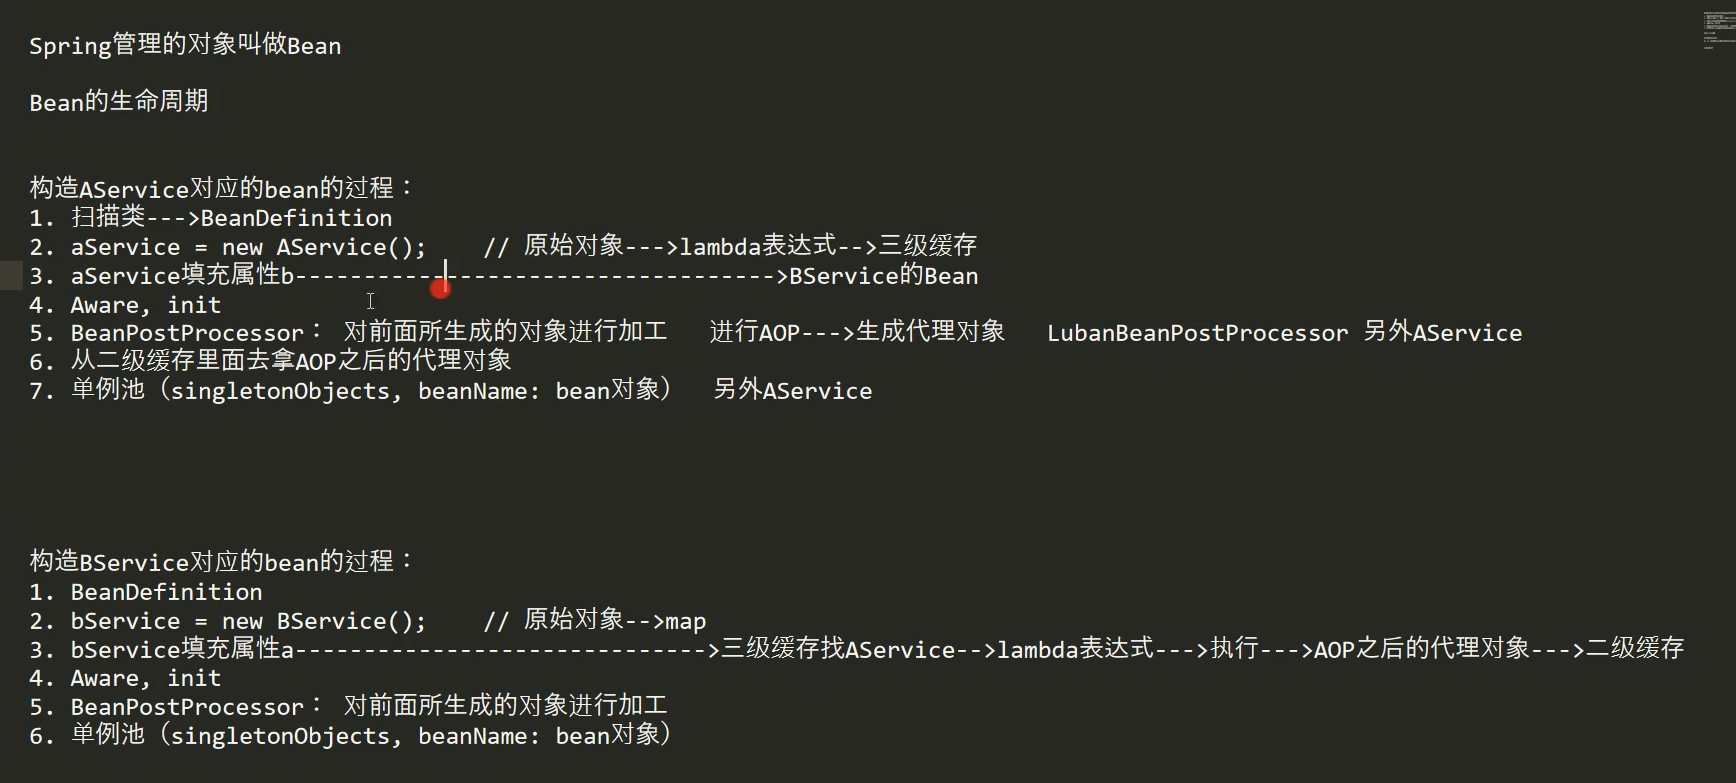 Spring管理的对象叫做Bean
Bean的生命周期
构造AService对应的bean的过程：
1. 扫描类--->BeanDefinition
2. aService = new AService();    // 原始对象--->lambda表达式-->三级缓存
3. aService填充属性b----------------------------------->BService的Bean
4. Aware, init
5. BeanPostProcessor： 对前面所生成的对象进行加工   进行AOP--->生成代理对象   LubanBeanPostProcessor 另外AService
6. 从二级缓存里面去拿AOP之后的代理对象
7. 单例池（singletonObjects, beanName: bean对象）  另外AService
构造BService对应的bean的过程：
1. BeanDefinition
2. bService = new BService();    // 原始对象-->map
3. bService填充属性a------------------------------>三级缓存找AService-->lambda表达式--->执行--->AOP之后的代理对象--->二级缓存
4. Aware, init
5. BeanPostProcessor： 对前面所生成的对象进行加工
6. 单例池（singletonObjects, beanName: bean对象）